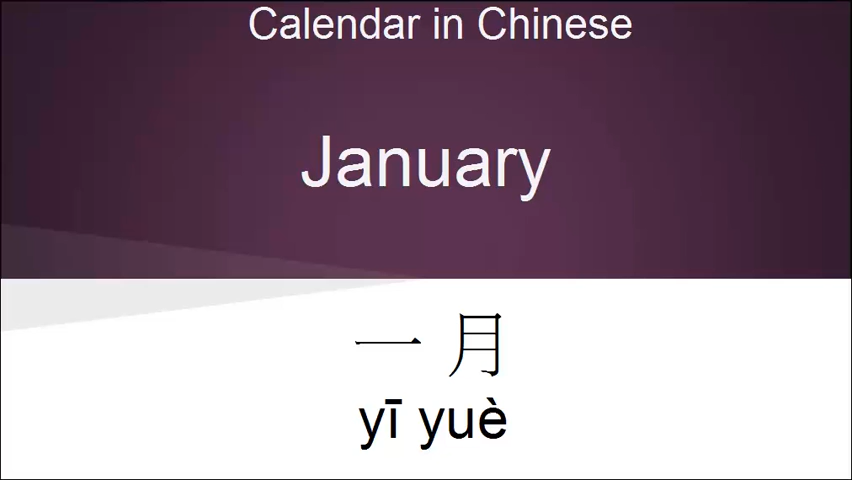 Calendar in Chinese
January
一 月
yī yuè